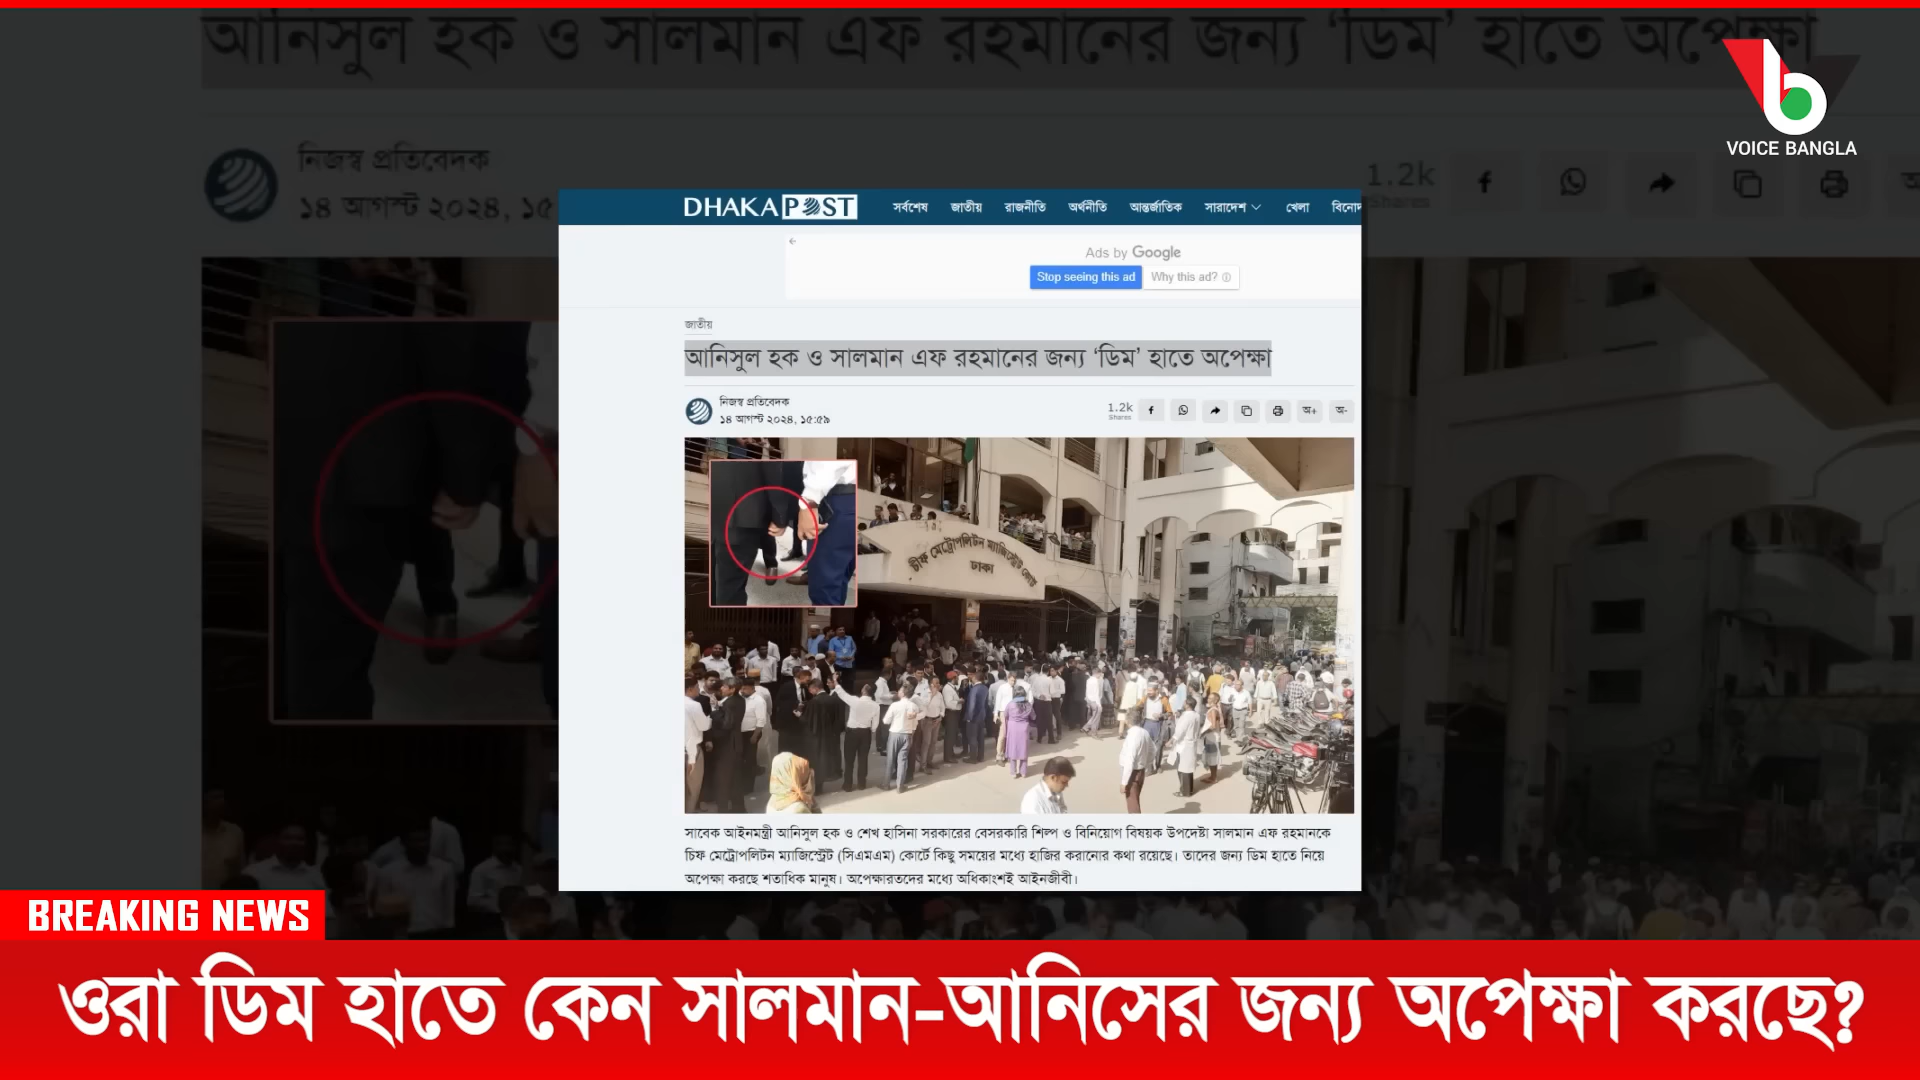 আনিসুল হক ও সালমান এফ রহমানের জন্য ‘ডিম’ হাতে অপেক্ষা
VOICE BANGLA
নিজস্ব প্রতিবেদক
১৪ আগস্ট ২০২৪, ১৫
1.2k
Shares
DHAKA POST
সর্বশেষ জাতীয় রাজনীতি অর্থনীতি আন্তর্জাতিক সারাদেশ খেলা বিনোদ
Ads by Google
Stop seeing this ad Why this ad?
জাতীয়
আনিসুল হক ও সালমান এফ রহমানের জন্য ‘ডিম’ হাতে অপেক্ষা
নিজস্ব প্রতিবেদক
১৪ আগস্ট ২০২৪, ১৫:৫৯
1.2k
Shares
অ+ অ-
চীফ মেট্রোপলিটন ম্যাজিস্ট্রেট কোর্ট
ঢাকা
সাবেক আইনমন্ত্রী আনিসুল হক ও শেখ হাসিনা সরকারের বেসরকারি শিল্প ও বিনিয়োগ বিষয়ক উপদেষ্টা সালমান এফ রহমানকে
চিফ মেট্রোপলিটন ম্যাজিস্ট্রেট (সিএমএম) কোর্টে কিছু সময়ের মধ্যে হাজির করানোর কথা রয়েছে। তাদের জন্য ডিম হাতে নিয়ে
অপেক্ষা করছে শতাধিক মানুষ। অপেক্ষারতদের মধ্যে অধিকাংশই আইনজীবী।
BREAKING NEWS
ওরা ডিম হাতে কেন সালমান-আনিসের জন্য অপেক্ষা করছে?